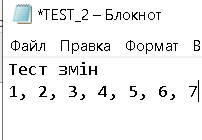 *TEST_2 – Блокнот
Файл Правка Формат В
Тест змін
1, 2, 3, 4, 5, 6, 7